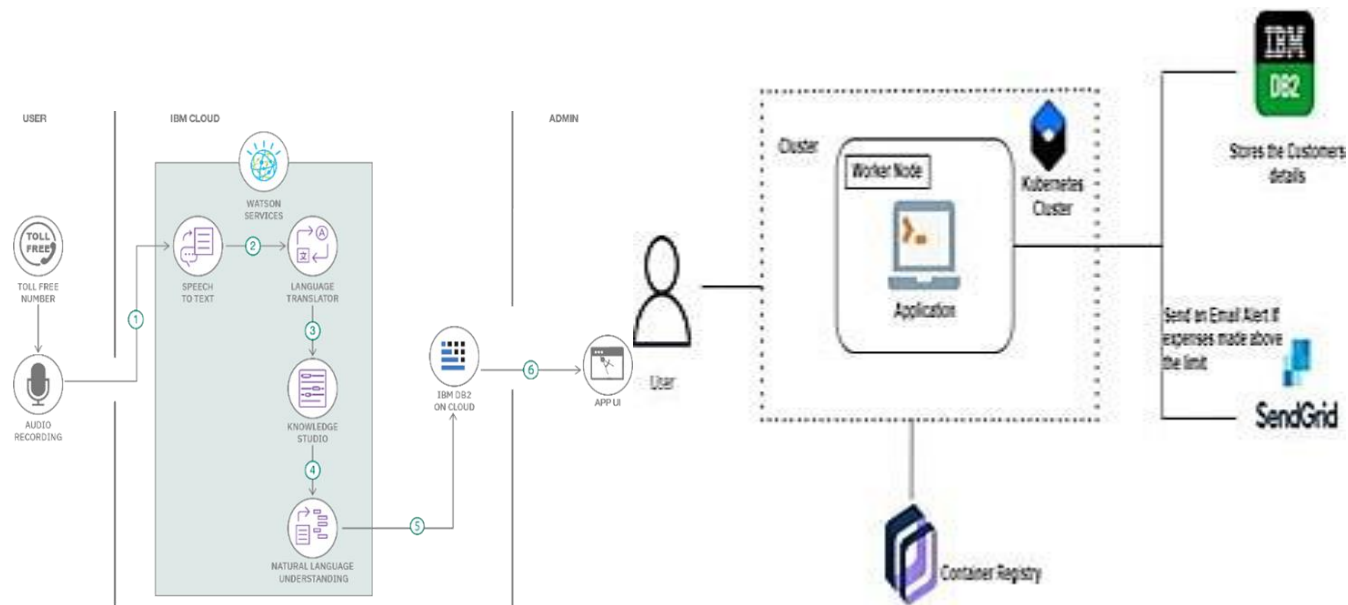 USER
IBM CLOUD
ADMIN
WATSON
SERVICES
TOLL
FREE
TOLL FREE
NUMBER
1
SPEECH
TO TEXT
2
A
文
LANGUAGE
TRANSLATOR
3
AUDIO
RECORDING
KNOWLEDGE
STUDIO
4
NATURAL LANGUAGE
UNDERSTANDING
5
IBM DB2
ON CLOUD
6
APP UI
User
Cluster
Worker Node
Application
Kubernetes
Cluster
Container Registry
IBM
DB2
Stores the Customers
details
Send an Email Alert if
expenses made above
the limit
SendGrid